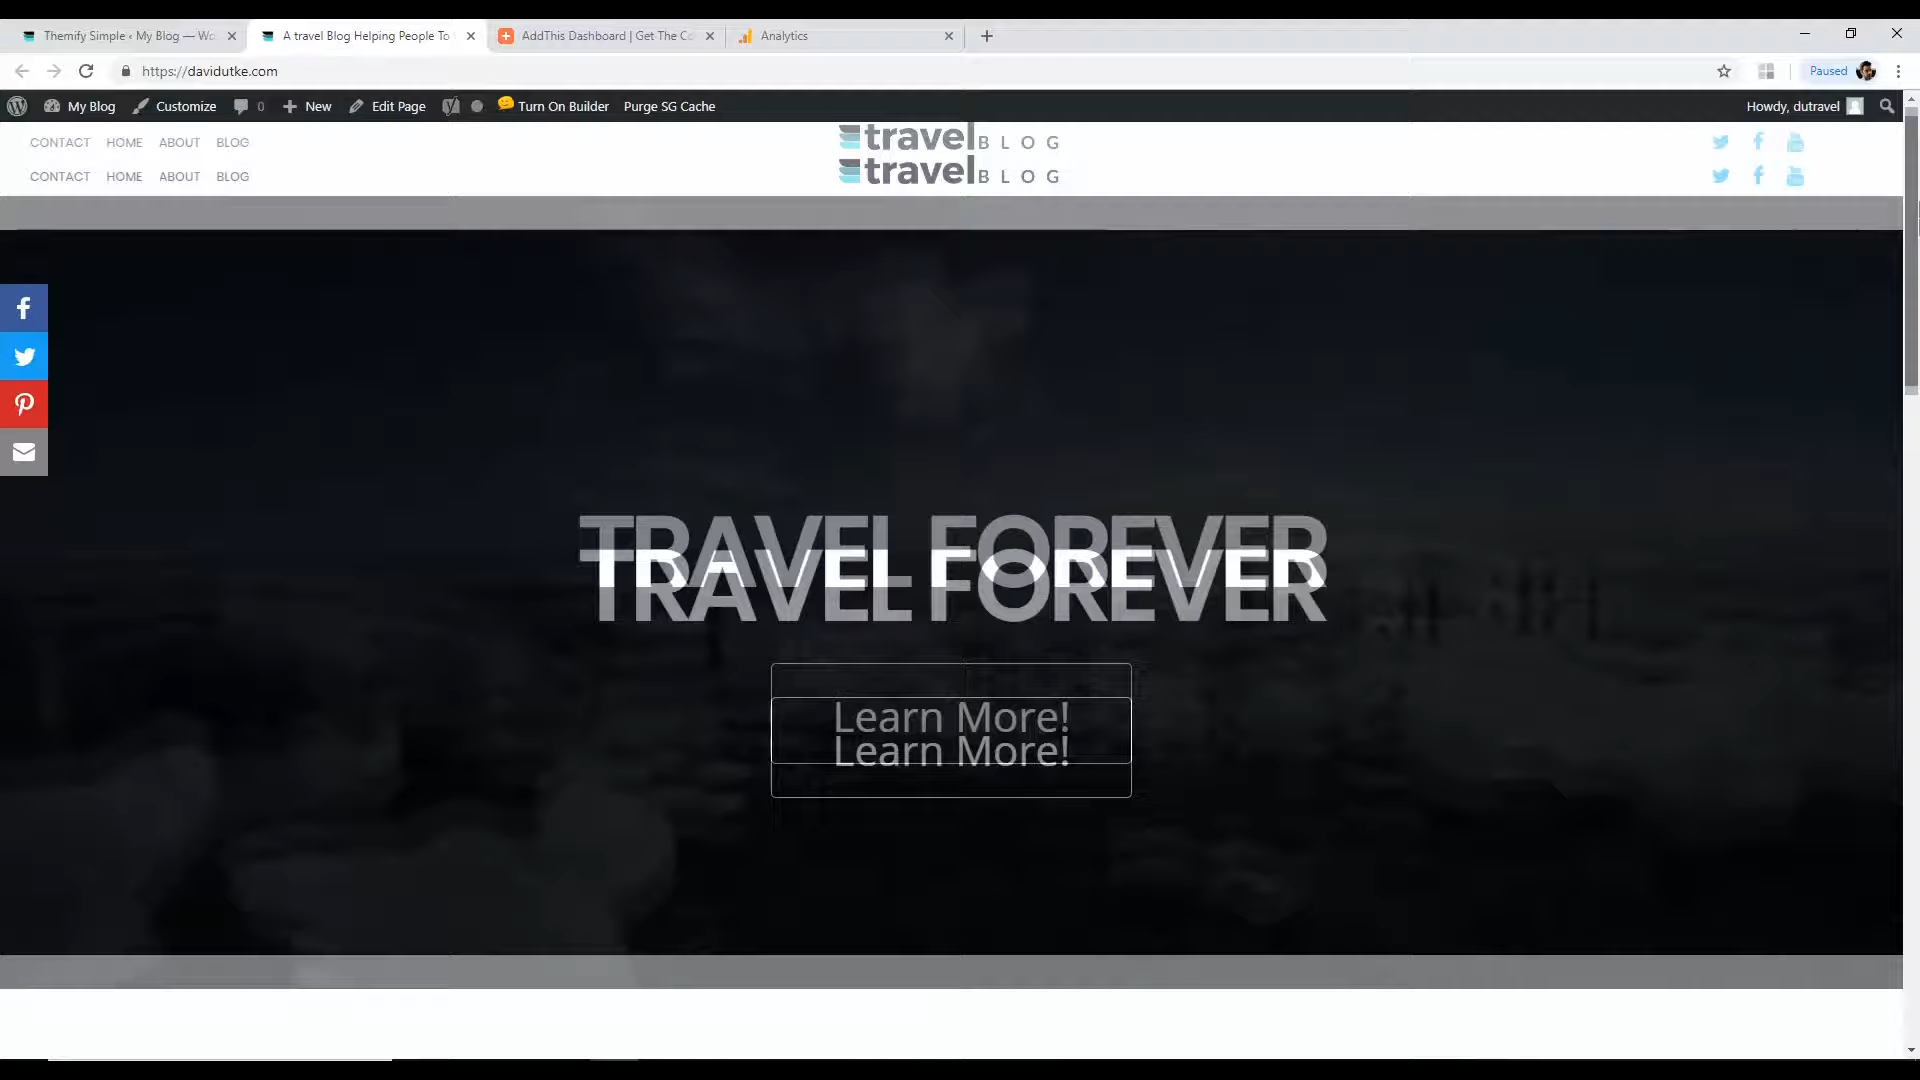 Themify Simple ‹ My Blog — Wo
A travel Blog Helping People To
AddThis Dashboard | Get The Co
Analytics
https://davidutke.com
Paused
My Blog
Customize
0
New
Edit Page
Turn On Builder
Purge SG Cache
Howdy, dutravel
CONTACT HOME ABOUT BLOG
travel BLOG
CONTACT HOME ABOUT BLOG
travel BLOG
TRAVEL FOREVER
TRAVEL FOREVER
Learn More!
Learn More!